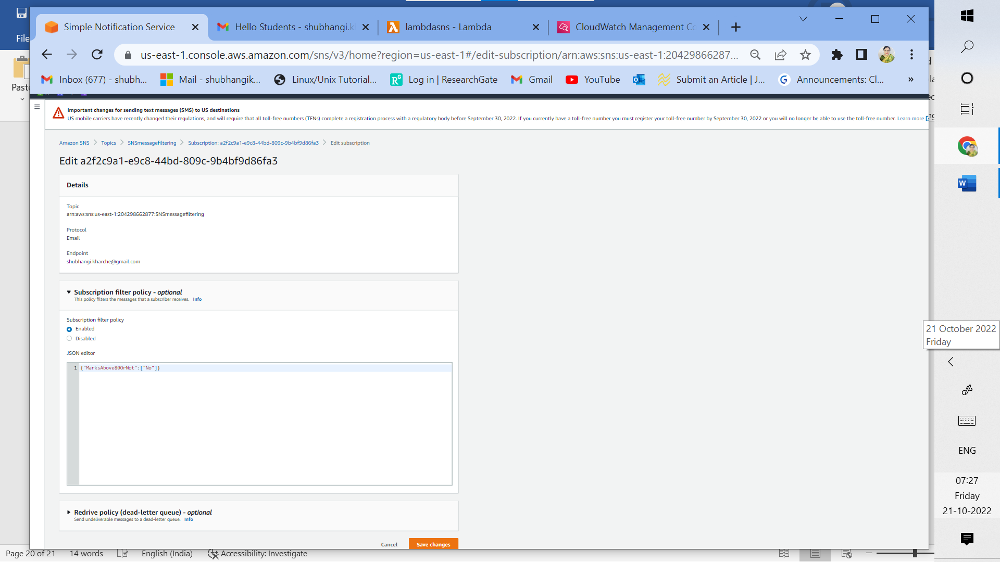 File
Paste
Simple Notification Service
Hello Students - shubhangi.k
lambdasns - Lambda
CloudWatch Management Co
us-east-1.console.aws.amazon.com/sns/v3/home?region=us-east-1#/edit-subscription/arn:aws:sns:us-east-1:20429866287...
Inbox (677) - shubh...
Mail - shubhangik...
Linux/Unix Tutorial...
Log in | ResearchGate
Gmail
YouTube
Submit an Article | J...
Announcements: Cl...
»
Important changes for sending text messages (SMS) to US destinations
US mobile carriers have recently changed their regulations, and will require that all toll-free numbers (TFNs) complete a registration process with a regulatory body before September 30, 2022. If you currently have a toll-free number you must register your toll-free number by September 30, 2022 or you will no longer be able to use the toll-free number. Learn more
Amazon SNS > Topics > SNSmessagefiltering > Subscription: a2f2c9a1-e9c8-44bd-809c-9b4bf9d86fa3 > Edit subscription
Edit a2f2c9a1-e9c8-44bd-809c-9b4bf9d86fa3
Details
Topic
arn:aws:sns:us-east-1:204298662877:SNSmessagefiltering
Protocol
Email
Endpoint
shubhangi.kharche@gmail.com
Subscription filter policy - optional
This policy filters the messages that a subscriber receives. Info
Subscription filter policy
Enabled
Disabled
JSON editor
1 {"MarksAbove80OrNot":["No"]}
Redrive policy (dead-letter queue) - optional
Send undeliverable messages to a dead-letter queue. Info
Cancel
Save changes
Page 20 of 21
14 words
English (India)
Accessibility: Investigate
21 October 2022
Friday
ENG
07:27
Friday
21-10-2022